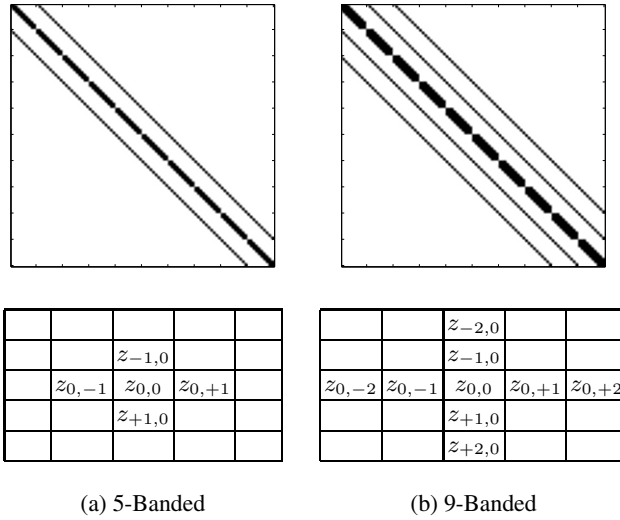 z−1,0
z0,−1 z0,0 z0,+1
z+1,0
(a) 5-Banded
z−2,0
z−1,0
z0,−2 z0,−1 z0,0 z0,+1 z0,+2
z+1,0
z+2,0
(b) 9-Banded